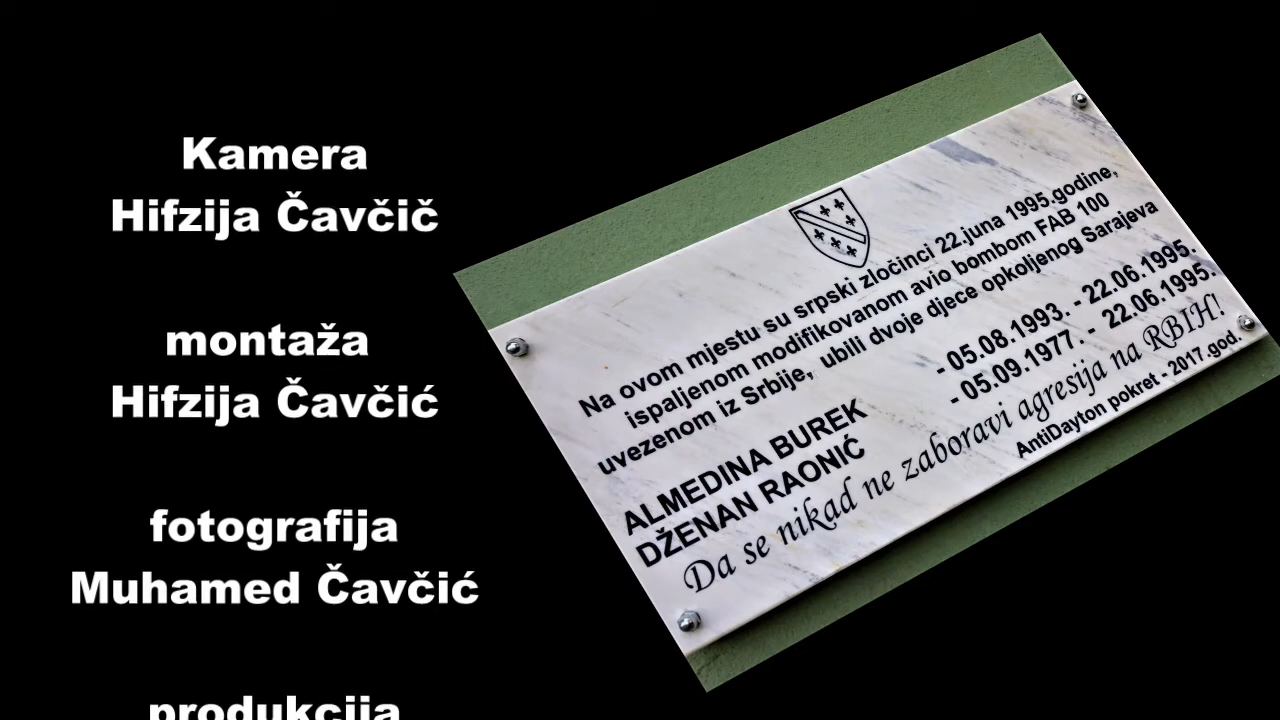 Kamera
Hifzija Čavčič
montaža
Hifzija Čavčić
fotografija
Muhamed Čavčić
produkcija
Na ovom mjestu su srpski zločinci 22.juna 1995.godine,
ispaljenom modifikovanom avio bombom FAB 100
uvezenom iz Srbije, ubili dvoje djece opkoljenog Sarajeva
ALMEDINA BUREK - 05.08.1993. - 22.06.1995.
DŽENAN RAONIĆ - 05.09.1977. - 22.06.1995.
Da se nikad ne zaboravi agresija na RBIH!
AntiDayton pokret - 2017.god.